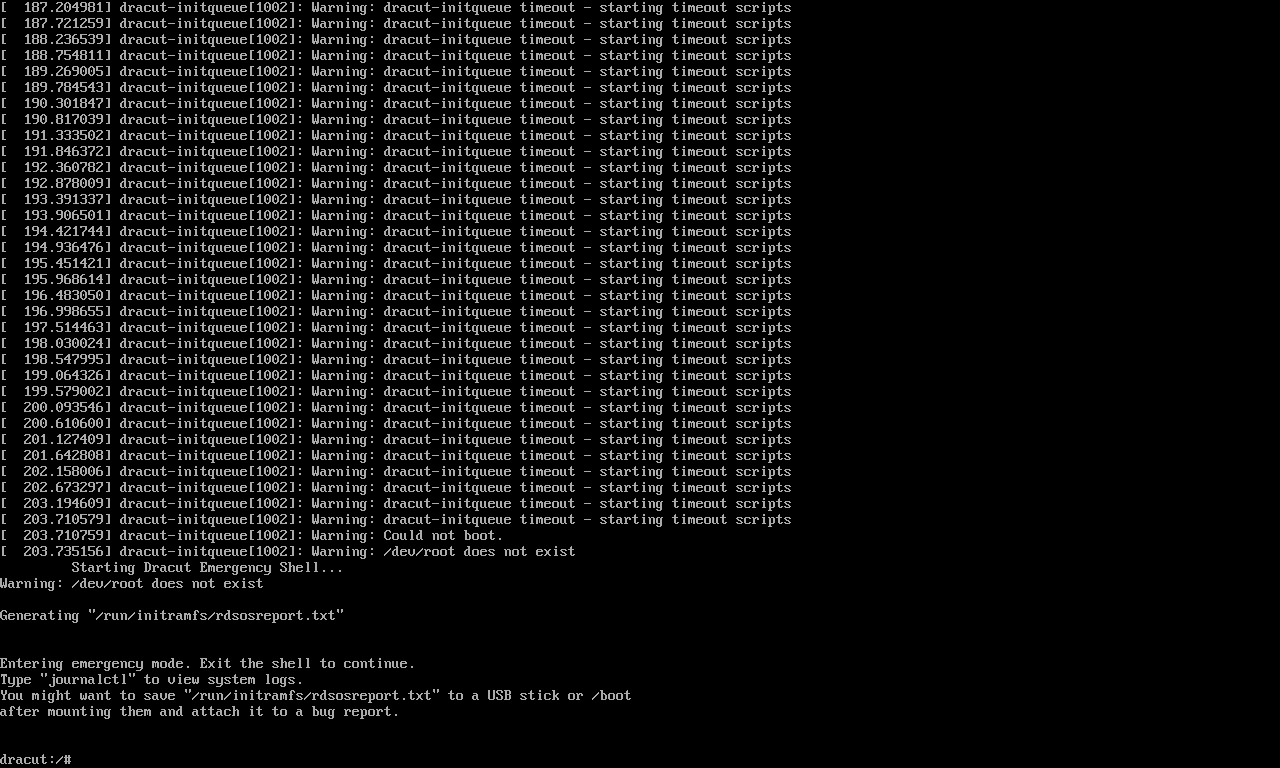 [  187.204981] dracut-initqueue[1002]: Warning: dracut-initqueue timeout - starting timeout scripts
[  187.721259] dracut-initqueue[1002]: Warning: dracut-initqueue timeout - starting timeout scripts
[  188.236539] dracut-initqueue[1002]: Warning: dracut-initqueue timeout - starting timeout scripts
[  188.754811] dracut-initqueue[1002]: Warning: dracut-initqueue timeout - starting timeout scripts
[  189.269005] dracut-initqueue[1002]: Warning: dracut-initqueue timeout - starting timeout scripts
[  189.784543] dracut-initqueue[1002]: Warning: dracut-initqueue timeout - starting timeout scripts
[  190.301847] dracut-initqueue[1002]: Warning: dracut-initqueue timeout - starting timeout scripts
[  190.817039] dracut-initqueue[1002]: Warning: dracut-initqueue timeout - starting timeout scripts
[  191.333502] dracut-initqueue[1002]: Warning: dracut-initqueue timeout - starting timeout scripts
[  191.846372] dracut-initqueue[1002]: Warning: dracut-initqueue timeout - starting timeout scripts
[  192.360782] dracut-initqueue[1002]: Warning: dracut-initqueue timeout - starting timeout scripts
[  192.878009] dracut-initqueue[1002]: Warning: dracut-initqueue timeout - starting timeout scripts
[  193.391337] dracut-initqueue[1002]: Warning: dracut-initqueue timeout - starting timeout scripts
[  193.906501] dracut-initqueue[1002]: Warning: dracut-initqueue timeout - starting timeout scripts
[  194.421744] dracut-initqueue[1002]: Warning: dracut-initqueue timeout - starting timeout scripts
[  194.936476] dracut-initqueue[1002]: Warning: dracut-initqueue timeout - starting timeout scripts
[  195.451421] dracut-initqueue[1002]: Warning: dracut-initqueue timeout - starting timeout scripts
[  195.968614] dracut-initqueue[1002]: Warning: dracut-initqueue timeout - starting timeout scripts
[  196.483050] dracut-initqueue[1002]: Warning: dracut-initqueue timeout - starting timeout scripts
[  196.998655] dracut-initqueue[1002]: Warning: dracut-initqueue timeout - starting timeout scripts
[  197.514463] dracut-initqueue[1002]: Warning: dracut-initqueue timeout - starting timeout scripts
[  198.030024] dracut-initqueue[1002]: Warning: dracut-initqueue timeout - starting timeout scripts
[  198.547995] dracut-initqueue[1002]: Warning: dracut-initqueue timeout - starting timeout scripts
[  199.064326] dracut-initqueue[1002]: Warning: dracut-initqueue timeout - starting timeout scripts
[  199.579002] dracut-initqueue[1002]: Warning: dracut-initqueue timeout - starting timeout scripts
[  200.093546] dracut-initqueue[1002]: Warning: dracut-initqueue timeout - starting timeout scripts
[  200.610600] dracut-initqueue[1002]: Warning: dracut-initqueue timeout - starting timeout scripts
[  201.127409] dracut-initqueue[1002]: Warning: dracut-initqueue timeout - starting timeout scripts
[  201.642808] dracut-initqueue[1002]: Warning: dracut-initqueue timeout - starting timeout scripts
[  202.158006] dracut-initqueue[1002]: Warning: dracut-initqueue timeout - starting timeout scripts
[  202.673297] dracut-initqueue[1002]: Warning: dracut-initqueue timeout - starting timeout scripts
[  203.194609] dracut-initqueue[1002]: Warning: dracut-initqueue timeout - starting timeout scripts
[  203.710579] dracut-initqueue[1002]: Warning: dracut-initqueue timeout - starting timeout scripts
[  203.710759] dracut-initqueue[1002]: Warning: Could not boot.
[  203.735156] dracut-initqueue[1002]: Warning: /dev/root does not exist
         Starting Dracut Emergency Shell...
Warning: /dev/root does not exist
Generating "/run/initramfs/rdsosreport.txt"
Entering emergency mode. Exit the shell to continue.
Type "journalctl" to view system logs.
You might want to save "/run/initramfs/rdsosreport.txt" to a USB stick or /boot
after mounting them and attach it to a bug report.
dracut:/#